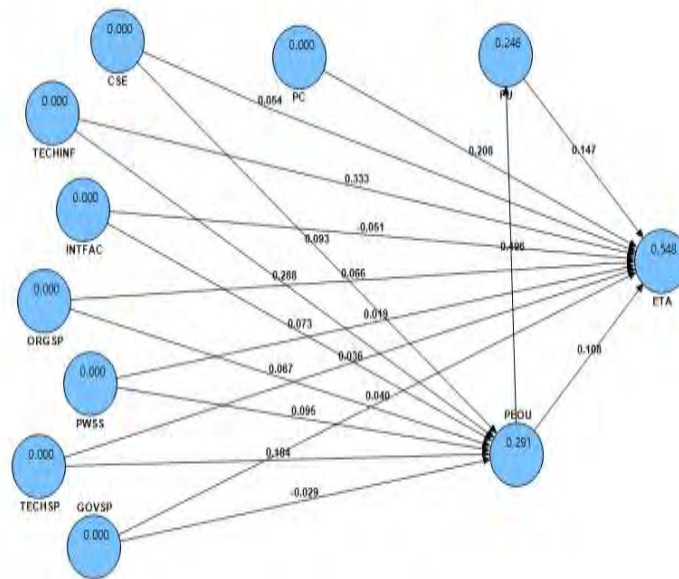 0.000
CSE
0.000
PC
0.246
PU
0.000
TECHINF
0.054
0.208
0.147
0.333
0.000
INTFAC
-0.051
0.093
0.496
0.548
ETA
0.288
0.066
0.000
ORGSP
0.073
0.019
0.067
0.036
0.108
0.000
PWSS
0.095
0.040
PEOU
0.291
0.000
TECHSP
0.184
GOVSP
0.000
-0.029